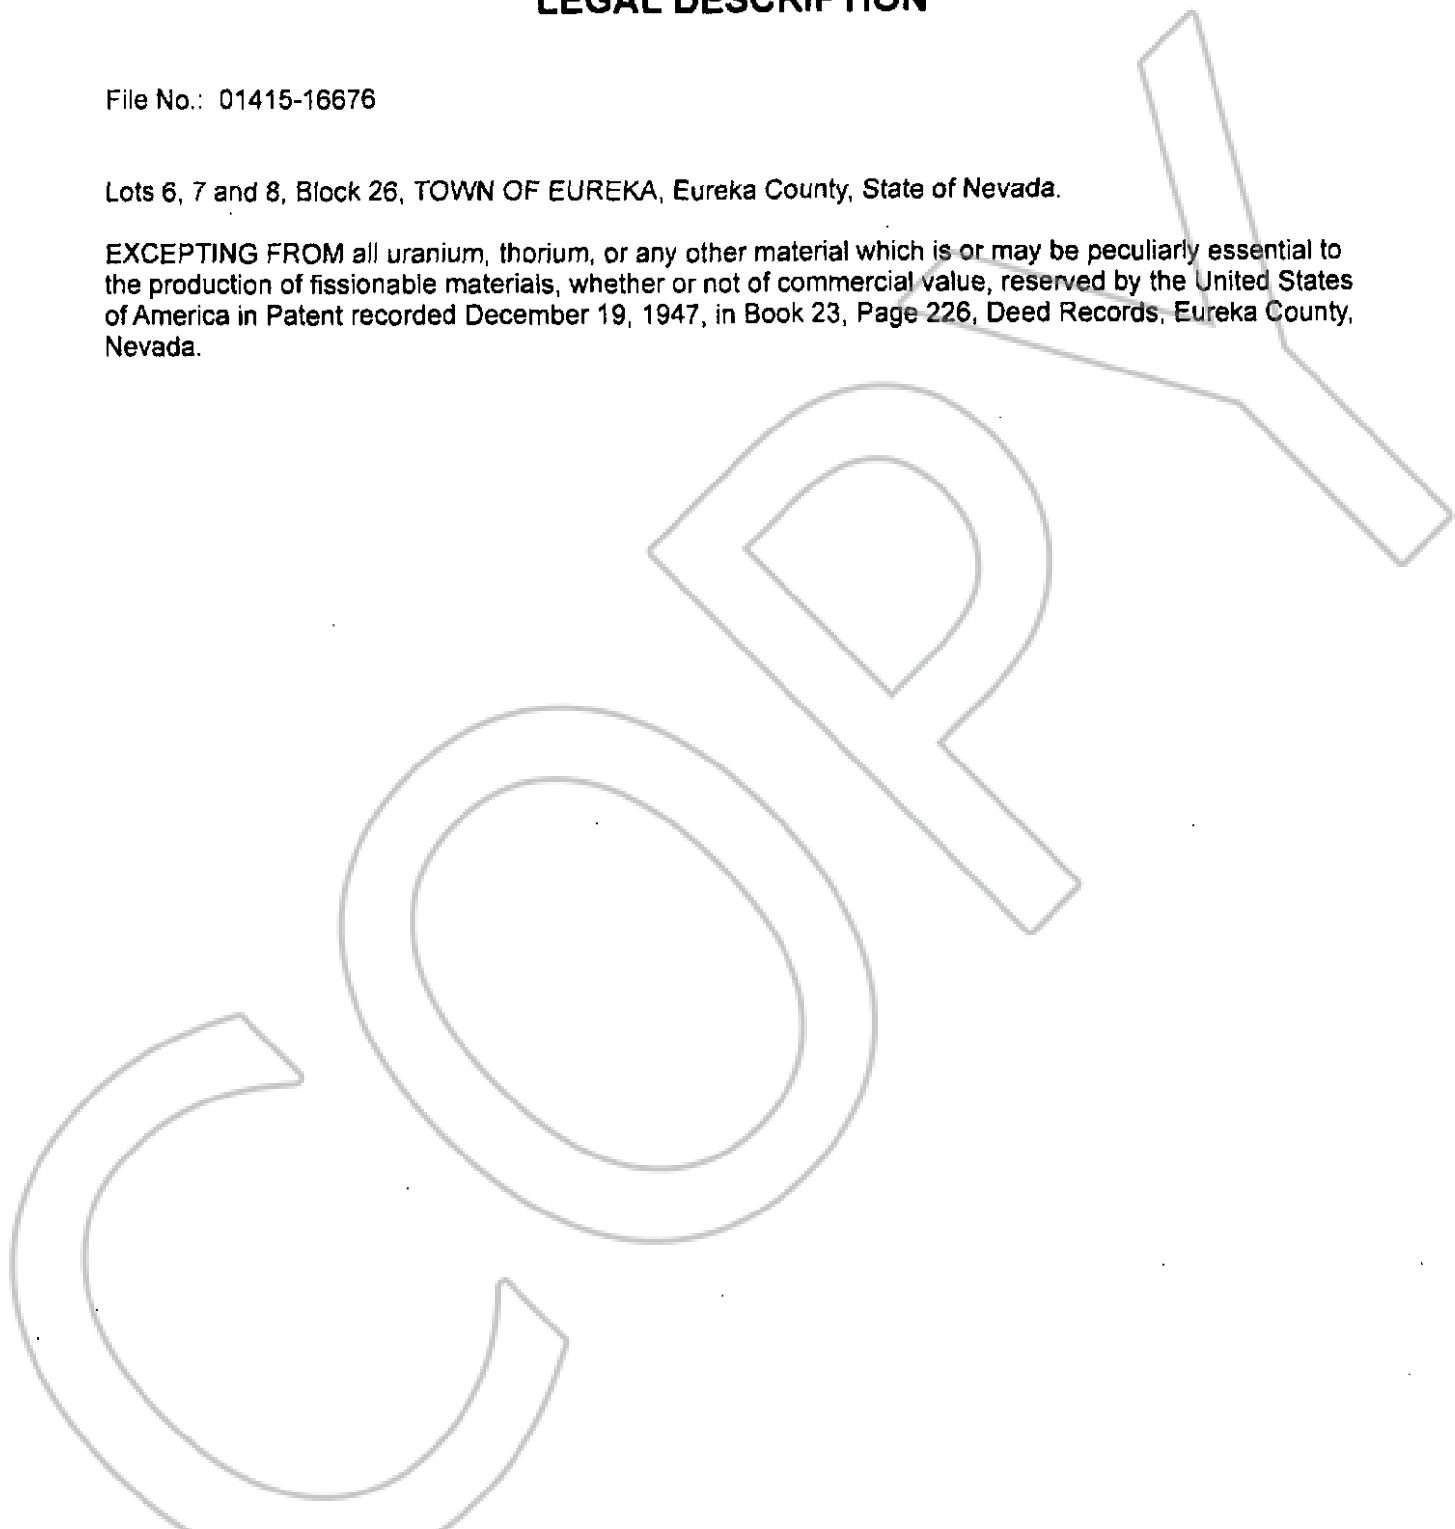 LEGAL DESCRIPTION
File No.: 01415-16676
Lots 6, 7 and 8, Block 26, TOWN OF EUREKA, Eureka County, State of Nevada.
EXCEPTING FROM all uranium, thorium, or any other material which is or may be peculiarly essential to
the production of fissionable materials, whether or not of commercial value, reserved by the United States
of America in Patent recorded December 19, 1947, in Book 23, Page 226, Deed Records, Eureka County,
Nevada.
COPY